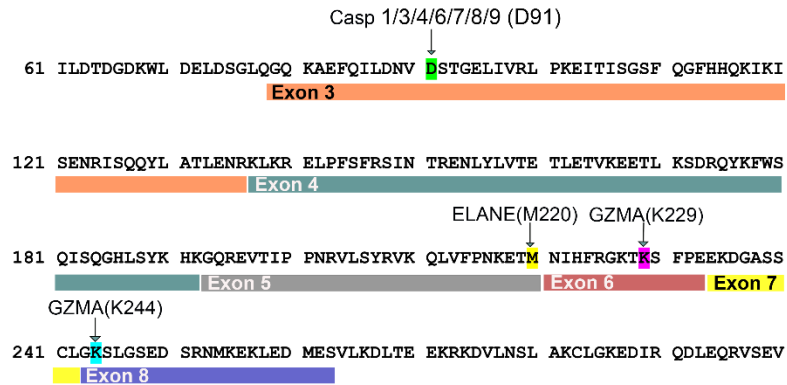 Casp 1/3/4/6/7/8/9 (D91)
61 ILDTDGDKWL DELDSGLQGQ KAEFQILDNV DSTGELIVRL PKEITISGSF QGFHHQKIKI
Exon 3
121 SENRISQQYL ATLENRKLKR ELPFSFRSIN TRENLYLVTE TLETVKEETL KSDRQYKFWS
Exon 4
ELANE(M220) GZMA(K229)
181 QISQGHLSYK HKGQREVTIP PNRVLSYRVK QLVFPNKETM NIHFRGKTKS FPEEKDGASS
Exon 5 Exon 6 Exon 7
GZMA(K244)
241 CLGKSLGSED SRNMKEKLED MESVLKDLTE EKRKDVLNSL AKCLGKEDIR QDLEQRVSEV
Exon 8